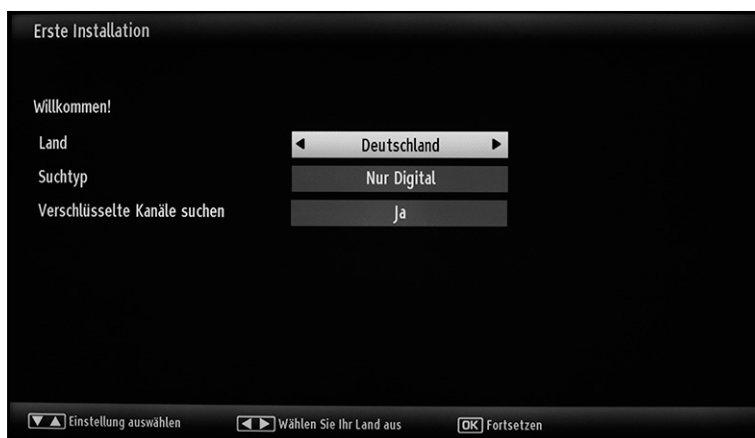 Erste Installation
Willkommen!
Land Deutschland
Suchtyp Nur Digital
Verschlüsselte Kanäle suchen Ja
Einstellung auswählen Wählen Sie Ihr Land aus OK Fortsetzen